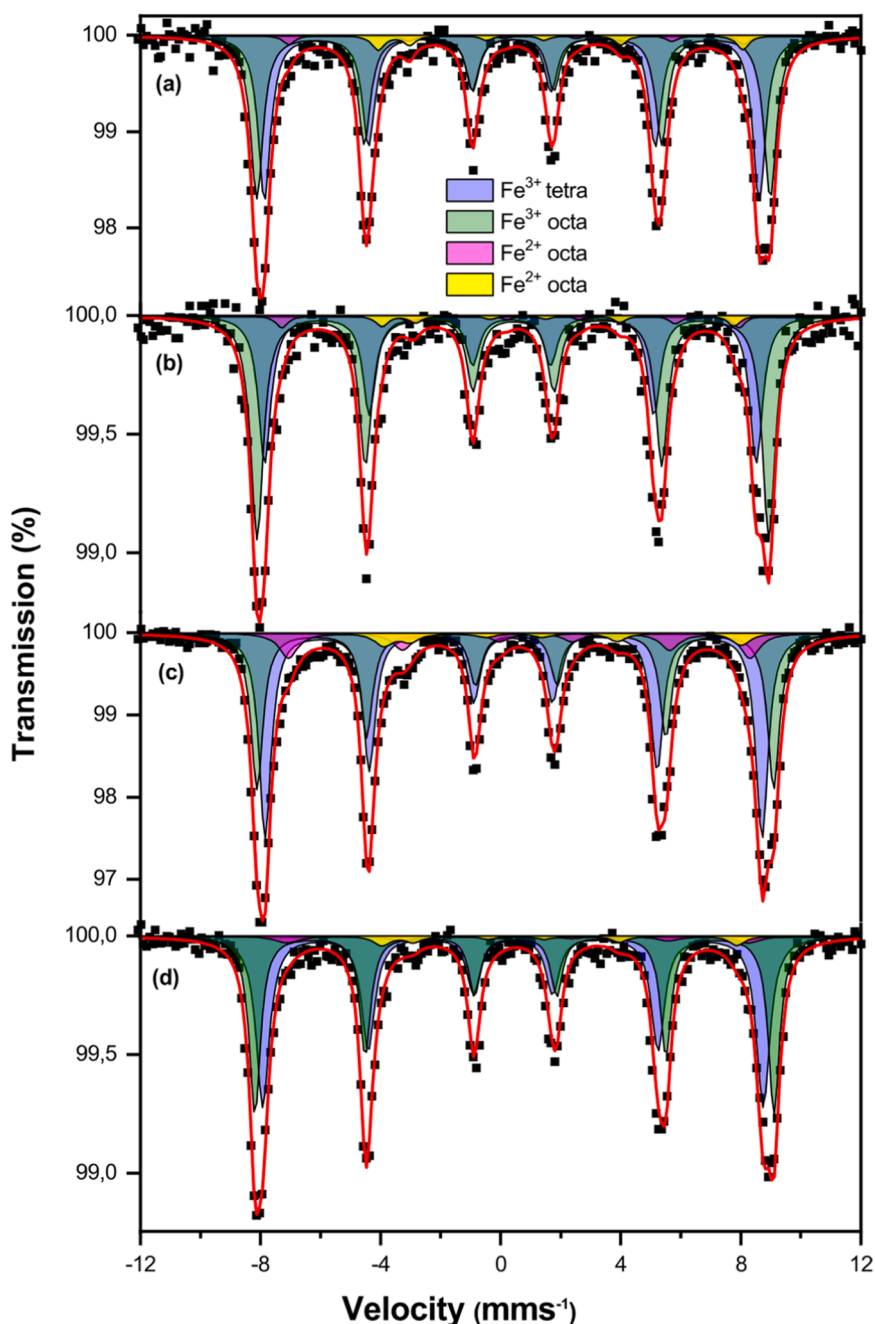 100
(a)
99
98
Fe³⁺ tetra
Fe³⁺ octa
Fe²⁺ octa
Fe²⁺ octa
100,0
(b)
99,5
99,0
100
(c)
99
98
97
100,0
(d)
99,5
99,0
Transmission (%)
-12 -8 -4 0 4 8 12
Velocity (mms⁻¹)